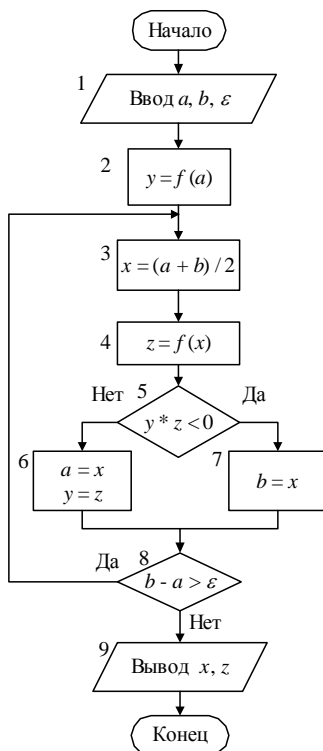 Начало
1
Ввод a, b, ε
2
y = f (a)
3
x = (a + b) / 2
4
z = f (x)
5
Нет
Да
y * z < 0
6
a = x
y = z
7
b = x
8
Да
b - a > ε
Нет
9
Вывод x, z
Конец